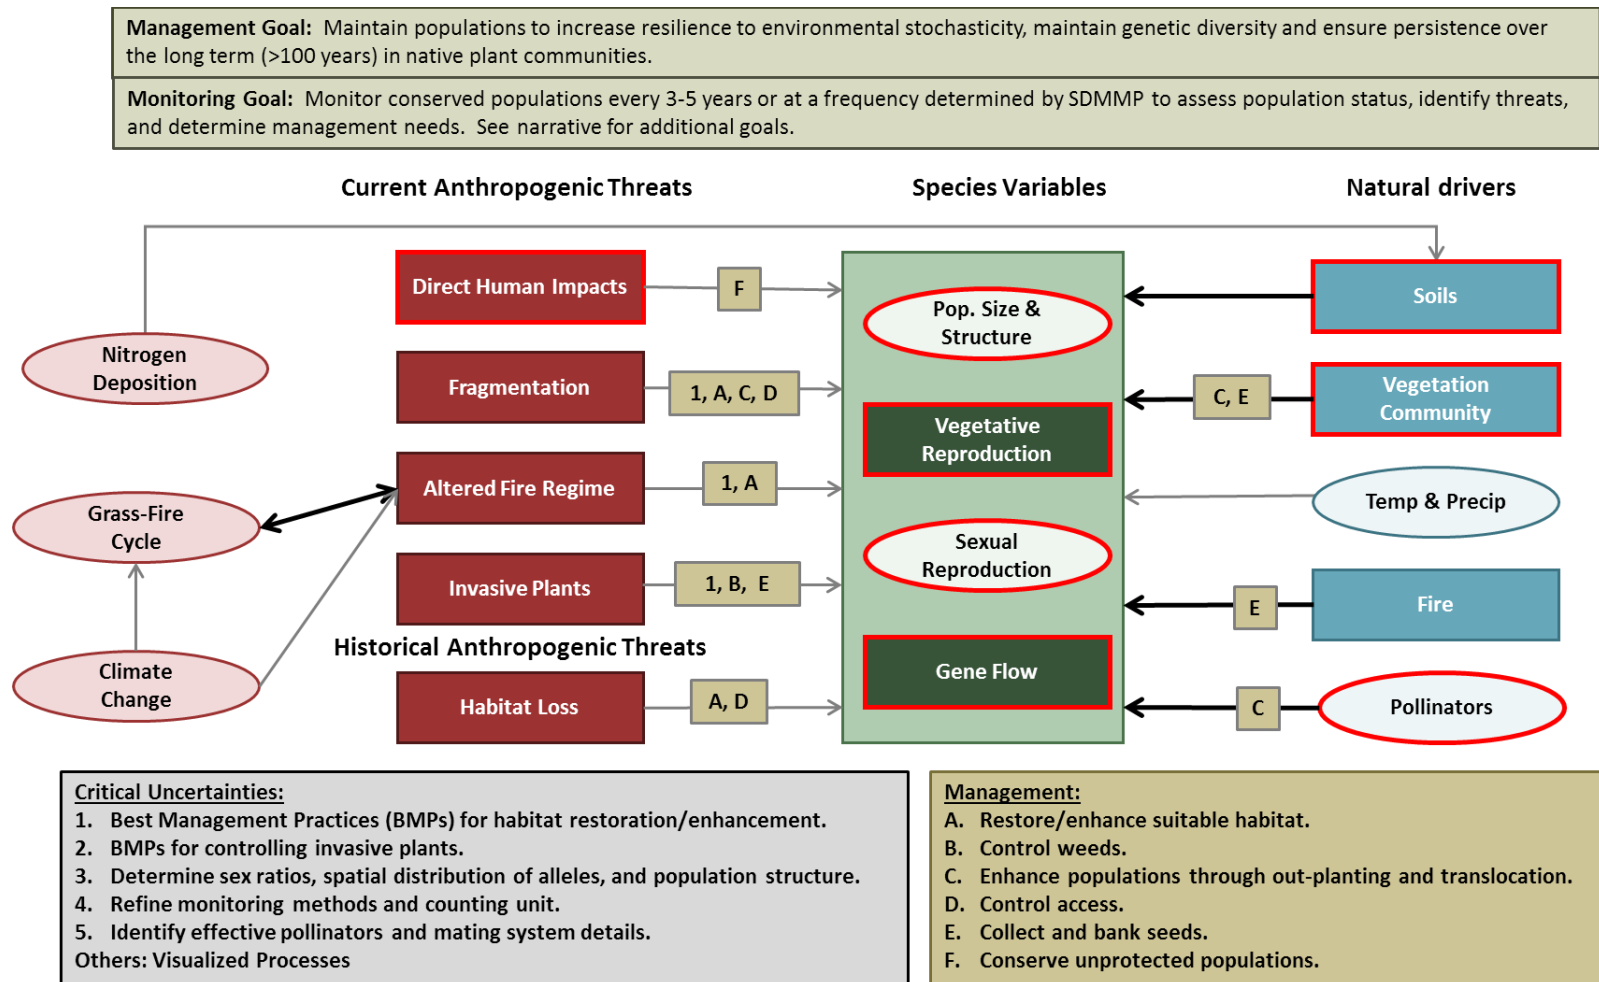 Management Goal: Maintain populations to increase resilience to environmental stochasticity, maintain genetic diversity and ensure persistence over
the long term (>100 years) in native plant communities.
Monitoring Goal: Monitor conserved populations every 3-5 years or at a frequency determined by SDMMP to assess population status, identify threats,
and determine management needs. See narrative for additional goals.
Current Anthropogenic Threats
Species Variables
Natural drivers
Direct Human Impacts
F
Pop. Size &
Structure
Soils
Nitrogen
Deposition
Fragmentation
1, A, C, D
Vegetative
Reproduction
C, E
Vegetation
Community
Altered Fire Regime
1, A
Temp & Precip
Grass-Fire
Cycle
Sexual
Reproduction
Invasive Plants
1, B, E
E
Fire
Historical Anthropogenic Threats
Climate
Change
Habitat Loss
A, D
Gene Flow
C
Pollinators
Critical Uncertainties:
1. Best Management Practices (BMPs) for habitat restoration/enhancement.
2. BMPs for controlling invasive plants.
3. Determine sex ratios, spatial distribution of alleles, and population structure.
4. Refine monitoring methods and counting unit.
5. Identify effective pollinators and mating system details.
Others: Visualized Processes
Management:
A. Restore/enhance suitable habitat.
B. Control weeds.
C. Enhance populations through out-planting and translocation.
D. Control access.
E. Collect and bank seeds.
F. Conserve unprotected populations.